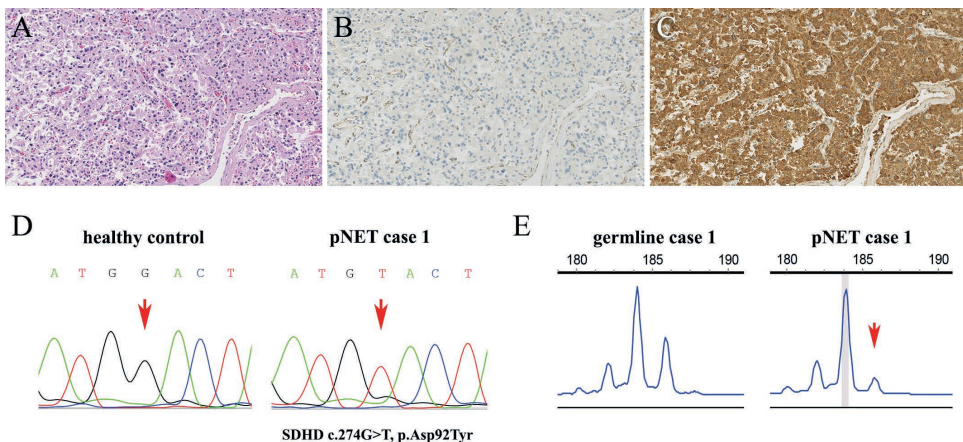 A
B
C
D
healthy control
pNET case 1
A T G G A C T
A T G T A C T
SDHD c.274G>T, p.Asp92Tyr
E
germline case 1
pNET case 1
180 185 190
180 185 190